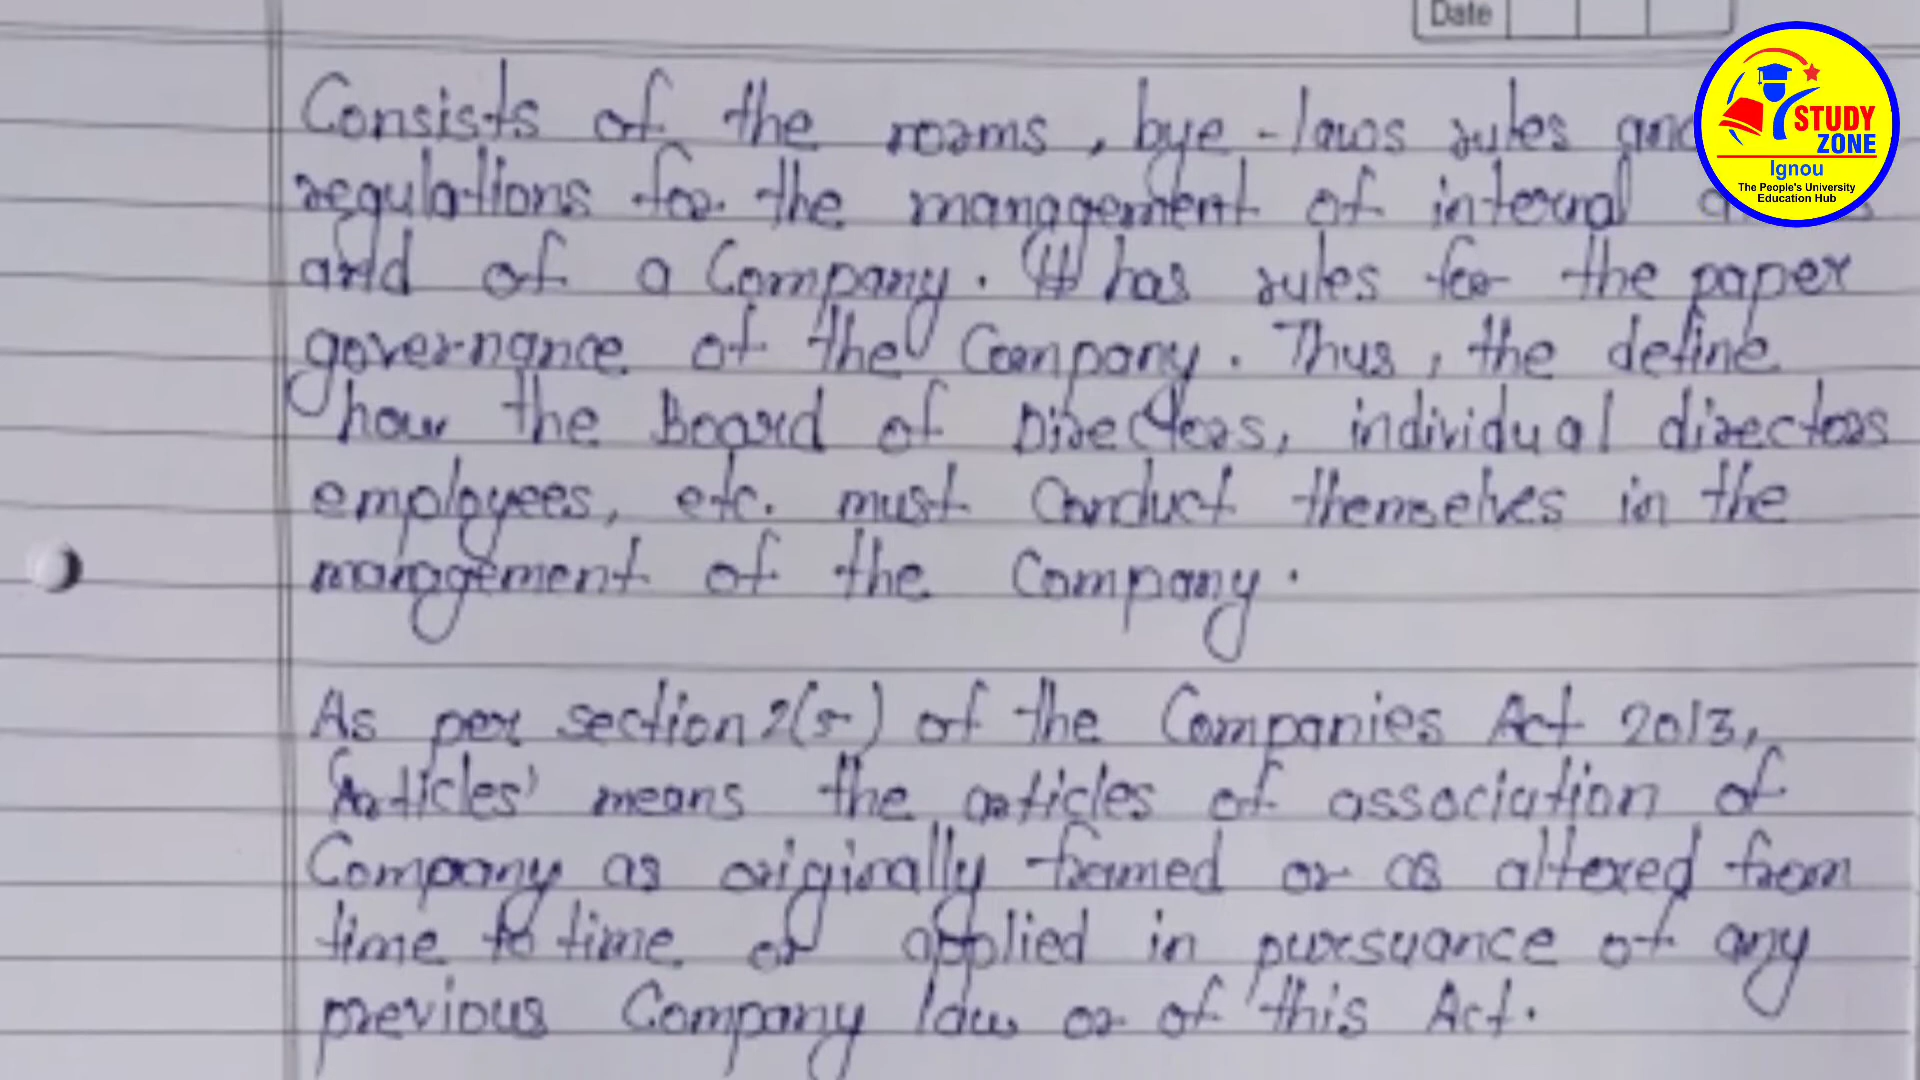 Date
Consists of the norms, bye-laws rules and
regulations for the management of internal
and of a Company. It has rules for the paper
governance of the Company. Thus, the define
how the Board of Directors, individual directors
employees, etc. must Conduct themselves in the
management of the Company.
As per section 2(5) of the Companies Act 2013,
'Articles' means the articles of association of
Company as originally framed or as altered from
time to time or applied in pursuance of any
previous Company law or of this Act.
STUDY
ZONE
Ignou
The People's University
Education Hub